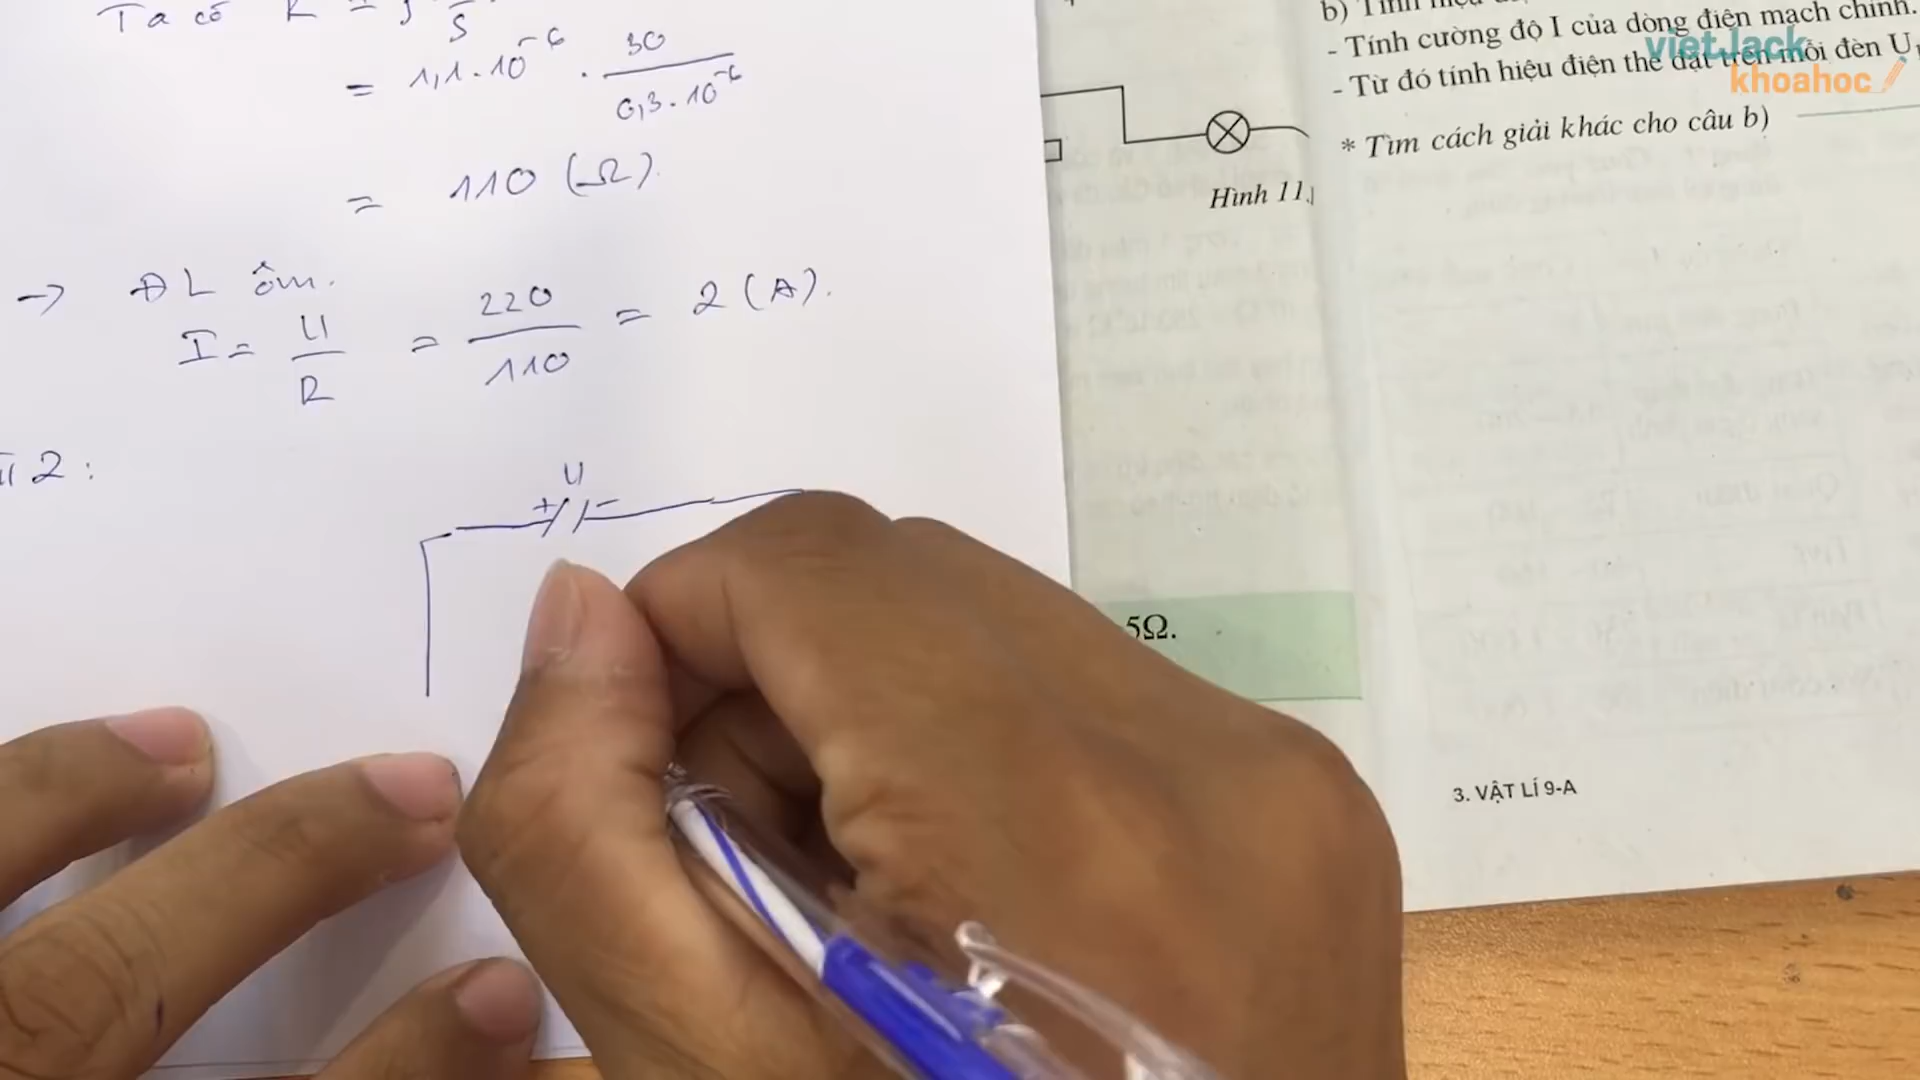 Ta có R = ρ
S
= 1,1.10^-6 . 30 / 0,3.10^-6
= 110 (Ω).
→ ĐL ôm.
I = U / R = 220 / 110 = 2 (A).
2 :
U
+ -
b) Tính
- Tính cường độ I của dòng điện mạch chính.
- Từ đó tính hiệu điện thế đặt trên mỗi đèn U
* Tìm cách giải khác cho câu b)
Hình 11.
5Ω.
3. VẬT LÍ 9-A
vietJack
khoahoc